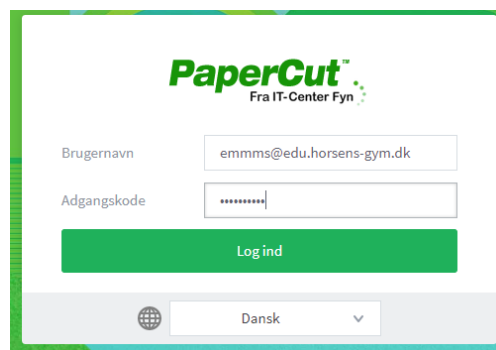 PaperCut™
Fra IT-Center Fyn
Brugernavn emmms@edu.horsens-gym.dk
Adgangskode ••••••••••
Log ind
Dansk